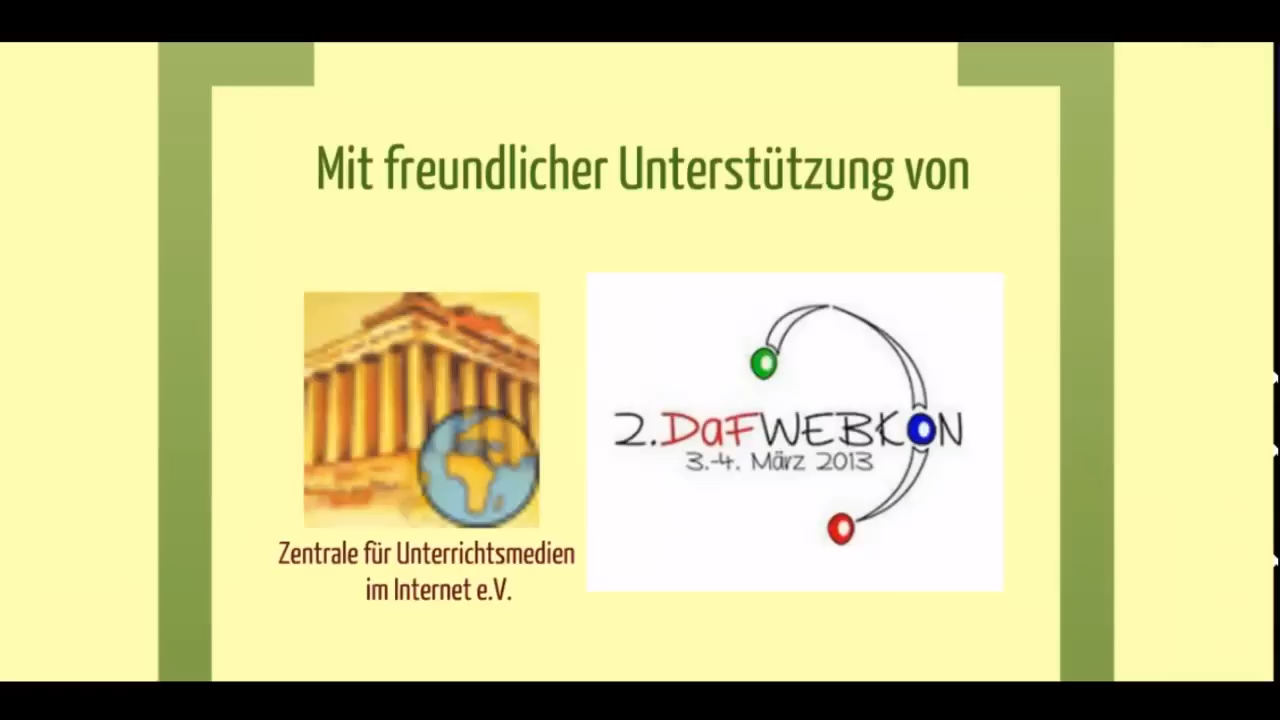 Mit freundlicher Unterstützung von
2.DaFWEBKON
3.-4. März 2013
Zentrale für Unterrichtsmedien
im Internet e.V.